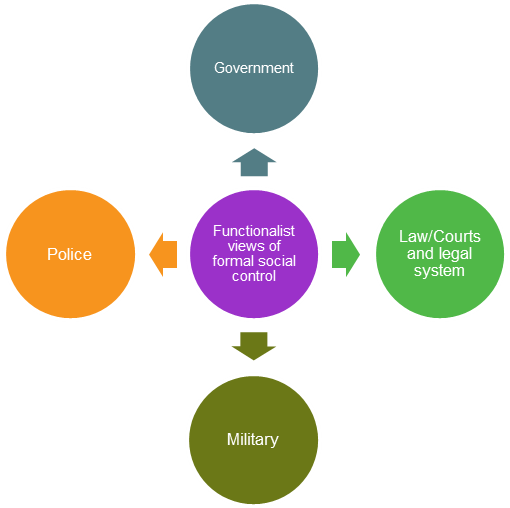 Government
Police
Functionalist
views of
formal social
control
Law/Courts
and legal
system
Military